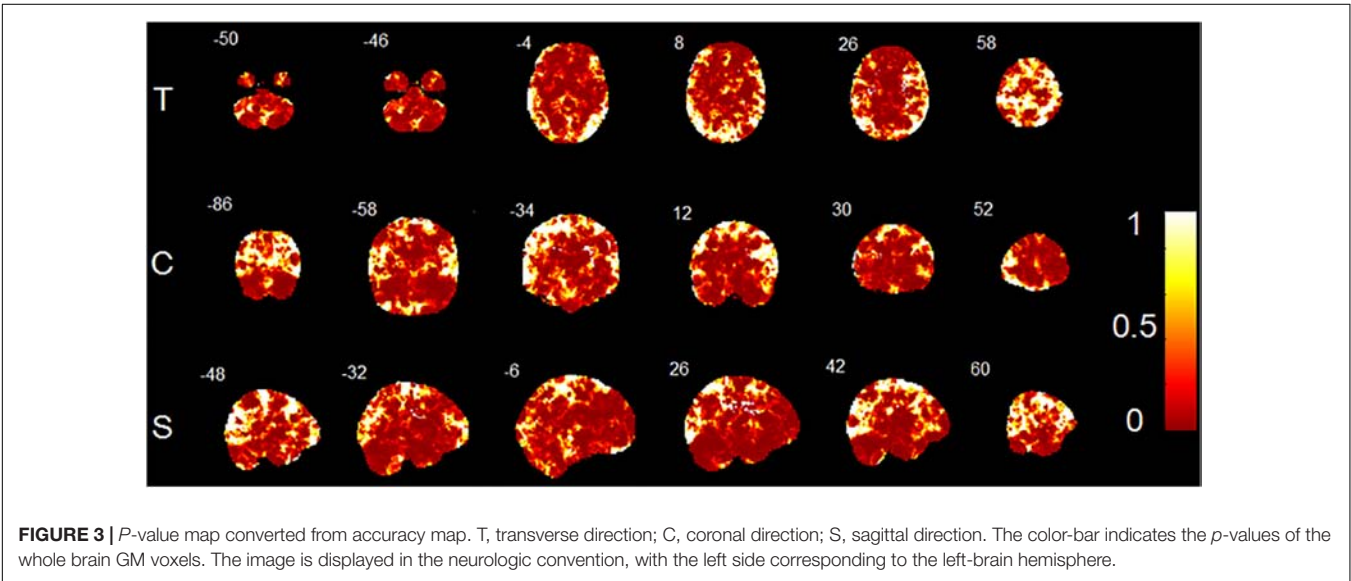 -50 -46 -4 8 26 58
T
-86 -58 -34 12 30 52
C
1
0.5
0
-48 -32 -6 26 42 60
S
FIGURE 3 | P-value map converted from accuracy map. T, transverse direction; C, coronal direction; S, sagittal direction. The color-bar indicates the p-values of the
whole brain GM voxels. The image is displayed in the neurologic convention, with the left side corresponding to the left-brain hemisphere.